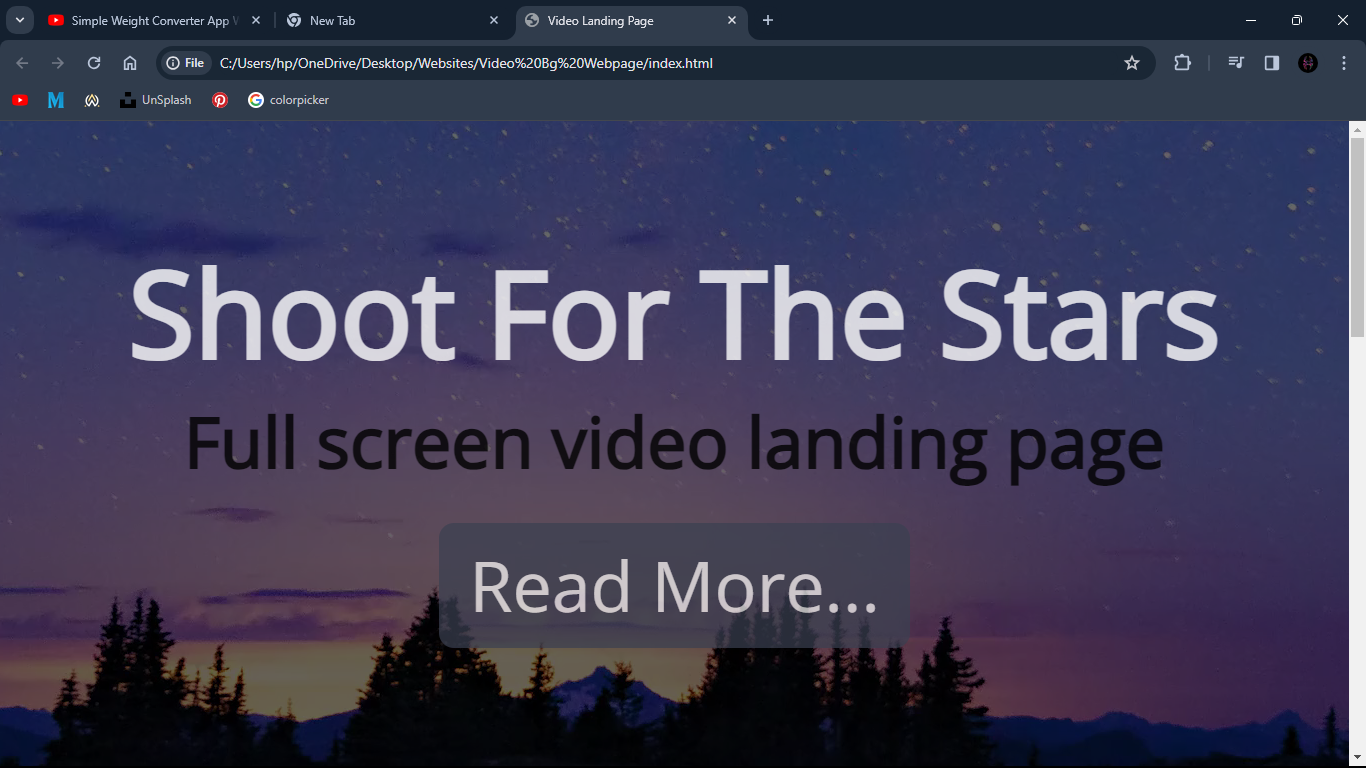 Simple Weight Converter App
New Tab
Video Landing Page
File
C:/Users/hp/OneDrive/Desktop/Websites/Video%20Bg%20Webpage/index.html
UnSplash
colorpicker
Shoot For The Stars
Full screen video landing page
Read More...